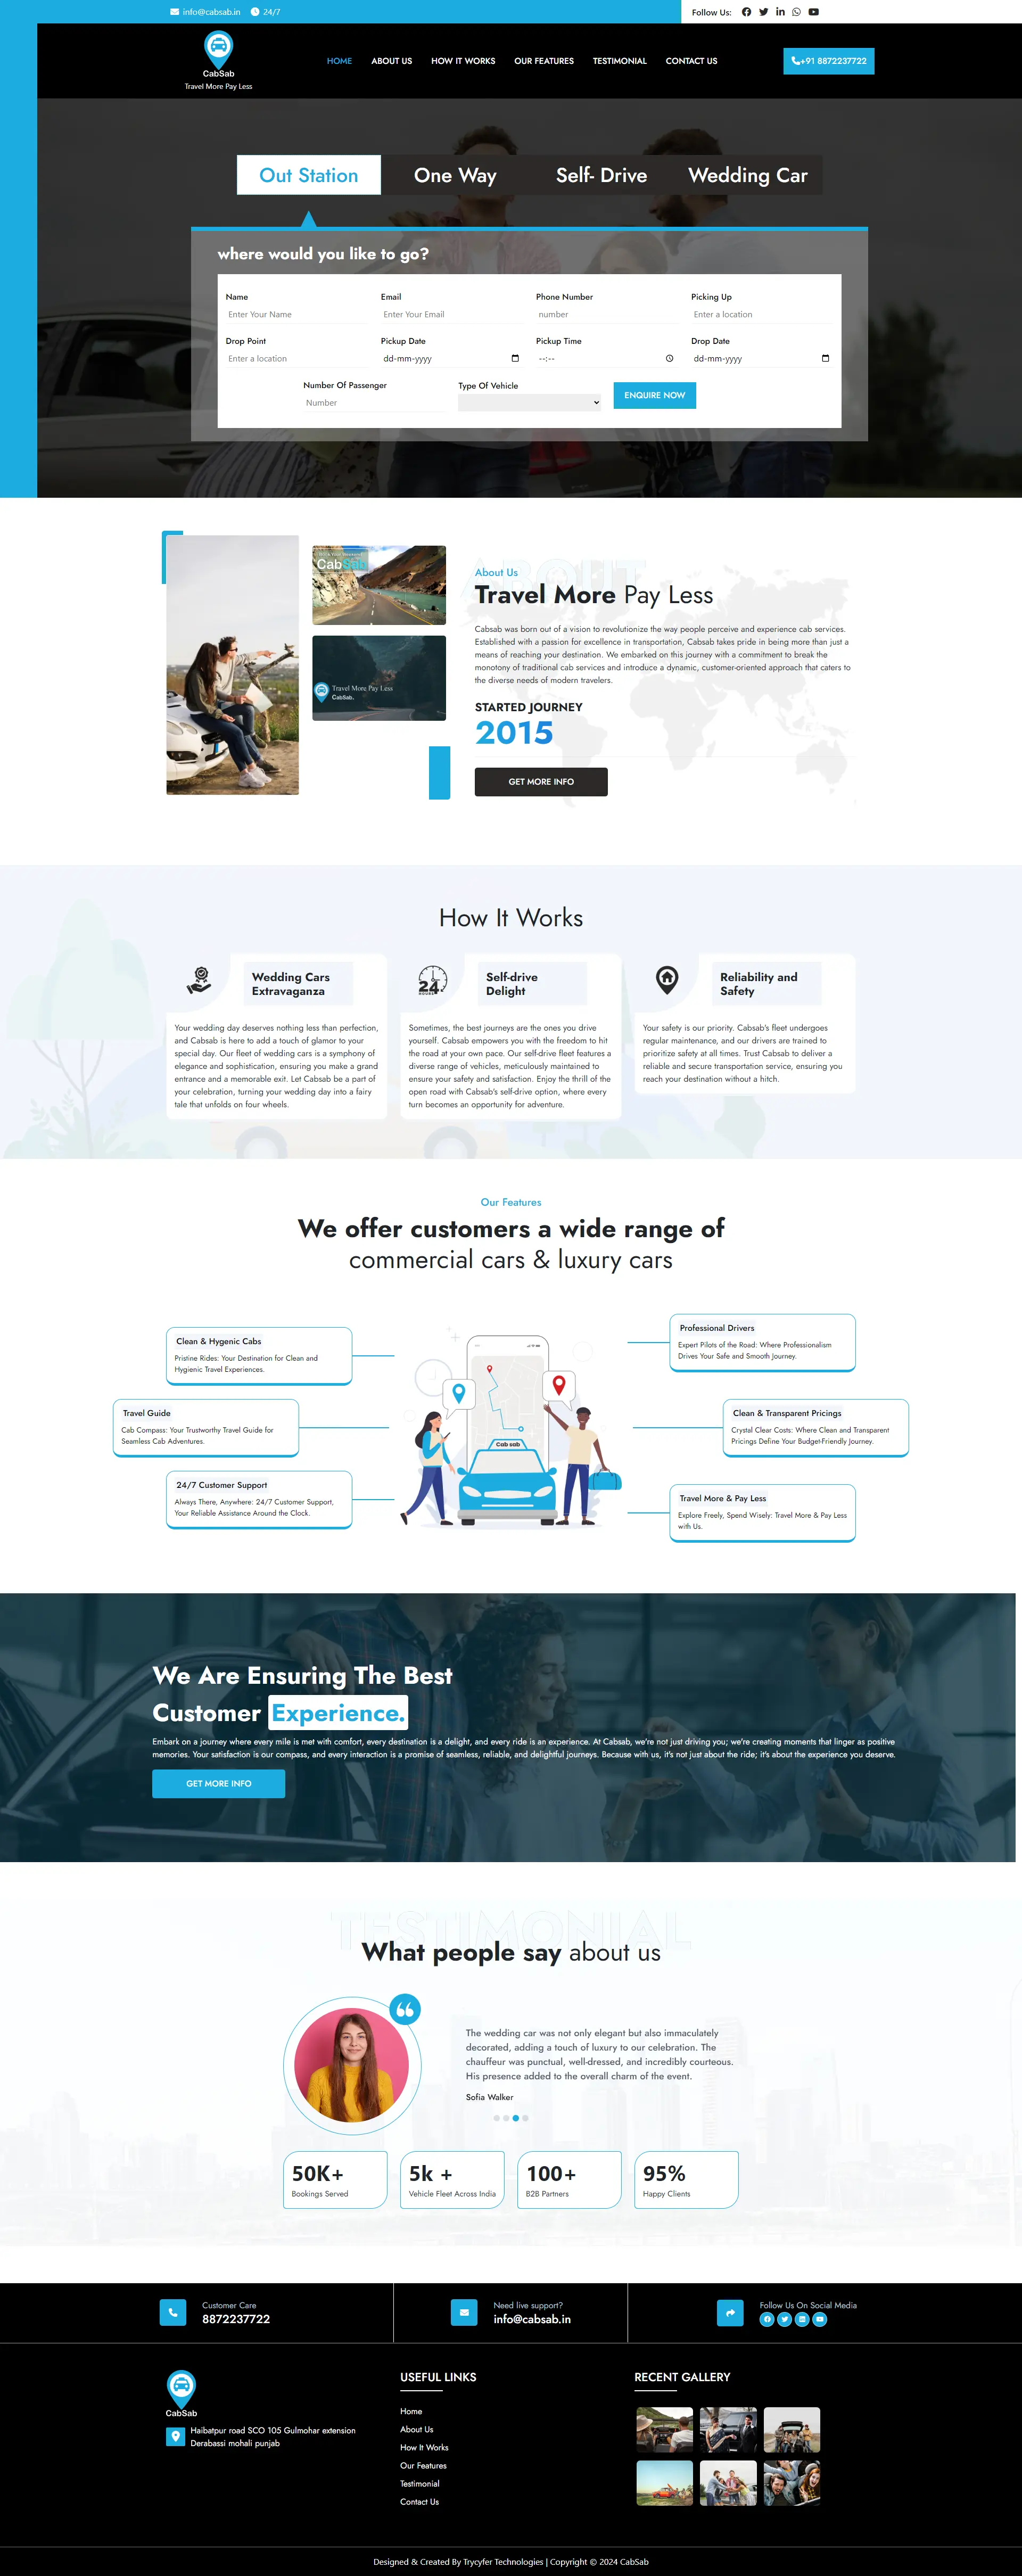 info@cabsab.in 24/7 Follow Us:
CabSab
Travel More Pay Less
HOME ABOUT US HOW IT WORKS OUR FEATURES TESTIMONIAL CONTACT US +91 8872237722
Out Station One Way Self- Drive Wedding Car
where would you like to go?
Name Email Phone Number Picking Up
Enter Your Name Enter Your Email number Enter a location
Drop Point Pickup Date Pickup Time Drop Date
Enter a location dd-mm-yyyy --:-- dd-mm-yyyy
Number Of Passenger Type Of Vehicle ENQUIRE NOW
Number
CabSab
Travel More Pay Less
CabSab.
ABOUT
About Us
Travel More Pay Less
Cabsab was born out of a vision to revolutionize the way people perceive and experience cab services.
Established with a passion for excellence in transportation, Cabsab takes pride in being more than just a
means of reaching your destination. We embarked on this journey with a commitment to break the
monotony of traditional cab services and introduce a dynamic, customer-oriented approach that caters to
the diverse needs of modern travelers.
STARTED JOURNEY
2015
GET MORE INFO
How It Works
Wedding Cars
Extravaganza
Your wedding day deserves nothing less than perfection,
and Cabsab is here to add a touch of glamor to your
special day. Our fleet of wedding cars is a symphony of
elegance and sophistication, ensuring you make a grand
entrance and a memorable exit. Let Cabsab be a part of
your celebration, turning your wedding day into a fairy
tale that unfolds on four wheels.
24
Self-drive
Delight
Sometimes, the best journeys are the ones you drive
yourself. Cabsab empowers you with the freedom to hit
the road at your own pace. Our self-drive fleet features a
diverse range of vehicles, meticulously maintained to
ensure your safety and satisfaction. Enjoy the thrill of the
open road with Cabsab's self-drive option, where every
turn becomes an opportunity for adventure.
Reliability and
Safety
Your safety is our priority. Cabsab's fleet undergoes
regular maintenance, and our drivers are trained to
prioritize safety at all times. Trust Cabsab to deliver a
reliable and secure transportation service, ensuring you
reach your destination without a hitch.
Our Features
We offer customers a wide range of
commercial cars & luxury cars
Clean & Hygenic Cabs
Pristine Rides: Your Destination for Clean and
Hygienic Travel Experiences.
Travel Guide
Cab Compass: Your Trustworthy Travel Guide for
Seamless Cab Adventures.
24/7 Customer Support
Always There, Anywhere: 24/7 Customer Support,
Your Reliable Assistance Around the Clock.
Cab sab
Professional Drivers
Expert Pilots of the Road: Where Professionalism
Drives Your Safe and Smooth Journey.
Clean & Transparent Pricings
Crystal Clear Costs: Where Clean and Transparent
Pricings Define Your Budget-Friendly Journey.
Travel More & Pay Less
Explore Freely, Spend Wisely: Travel More & Pay Less
with Us.
We Are Ensuring The Best
Customer Experience.
Embark on a journey where every mile is met with comfort, every destination is a delight, and every ride is an experience. At Cabsab, we're not just driving you; we're creating moments that linger as positive
memories. Your satisfaction is our compass, and every interaction is a promise of seamless, reliable, and delightful journeys. Because with us, it's not just about the ride; it's about the experience you deserve.
GET MORE INFO
TESTIMONIAL
What people say about us
The wedding car was not only elegant but also immaculately
decorated, adding a touch of luxury to our celebration. The
chauffeur was punctual, well-dressed, and incredibly courteous.
His presence added to the overall charm of the event.
Sofia Walker
50K+ 5k + 100+ 95%
Bookings Served Vehicle Fleet Across India B2B Partners Happy Clients
Customer Care Need live support? Follow Us On Social Media
8872237722 info@cabsab.in
CabSab
Haibatpur road SCO 105 Gulmohar extension
Derabassi mohali punjab
USEFUL LINKS
Home
About Us
How It Works
Our Features
Testimonial
Contact Us
RECENT GALLERY
Designed & Created By Trycyfer Technologies | Copyright © 2024 CabSab